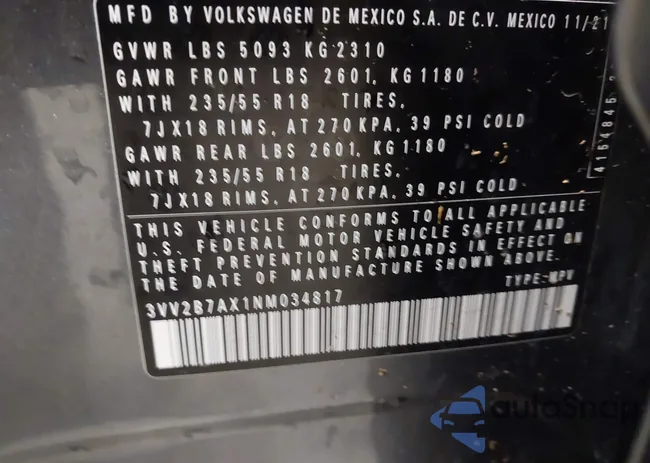 MFD BY VOLKSWAGEN DE MEXICO S.A. DE C.V. MEXICO 11/21
GVWR LBS 5093 KG 2310
GAWR FRONT LBS 2601, KG 1180
WITH 235/55 R18 TIRES,
7JX18 RIMS, AT 270 KPA, 39 PSI COLD
GAWR REAR LBS 2601, KG 1180
WITH 235/55 R18 TIRES,
7JX18 RIMS, AT 270 KPA, 39 PSI COLD
THIS VEHICLE CONFORMS TO ALL APPLICABLE
U.S. FEDERAL MOTOR VEHICLE SAFETY AND
THEFT PREVENTION STANDARDS IN EFFECT ON
THE DATE OF MANUFACTURE SHOWN ABOVE.
TYPE:MPV
3VV2B7AX1NM034817
autoSnap